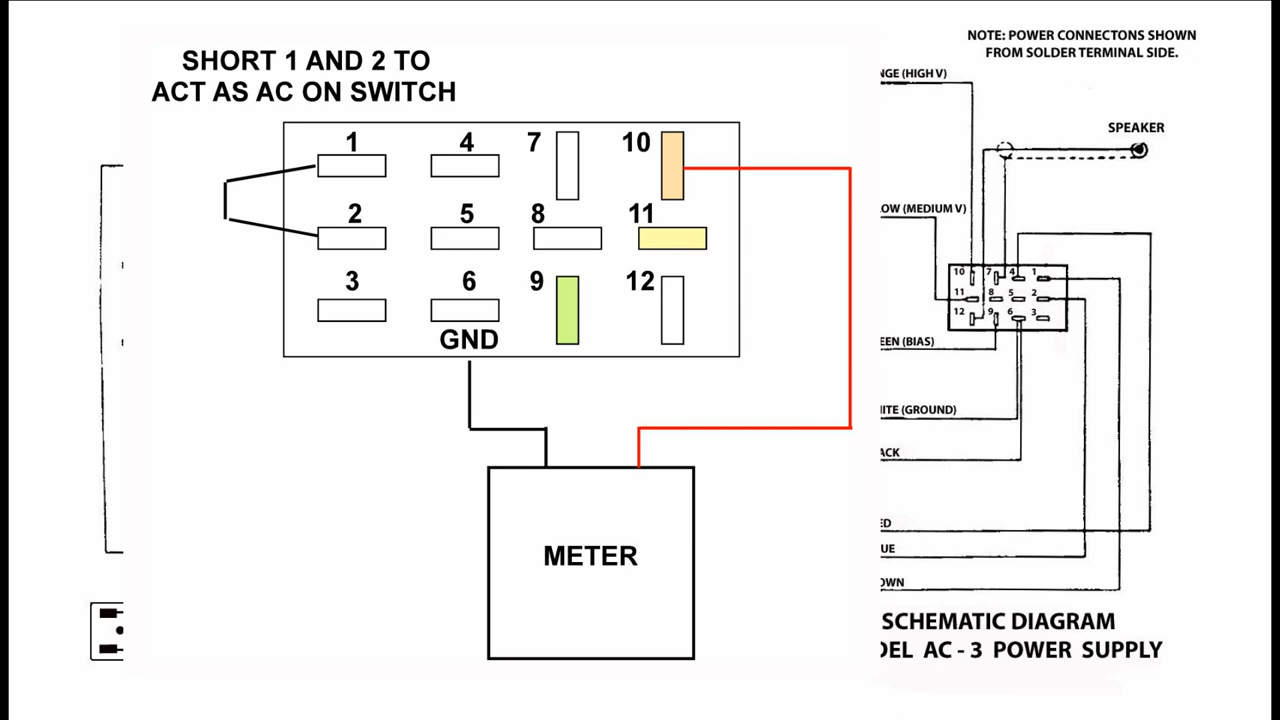 SHORT 1 AND 2 TO
ACT AS AC ON SWITCH
1
4
7
10
2
5
8
11
3
6
9
12
GND
METER
NOTE: POWER CONNECTONS SHOWN
FROM SOLDER TERMINAL SIDE.
NGE (HIGH V)
SPEAKER
LOW (MEDIUM V)
10 7 4 1
11 8 5 2
12 9 6 3
EEN (BIAS)
ITE (GROUND)
ACK
ED
UE
OWN
SCHEMATIC DIAGRAM
DEL AC - 3 POWER SUPPLY